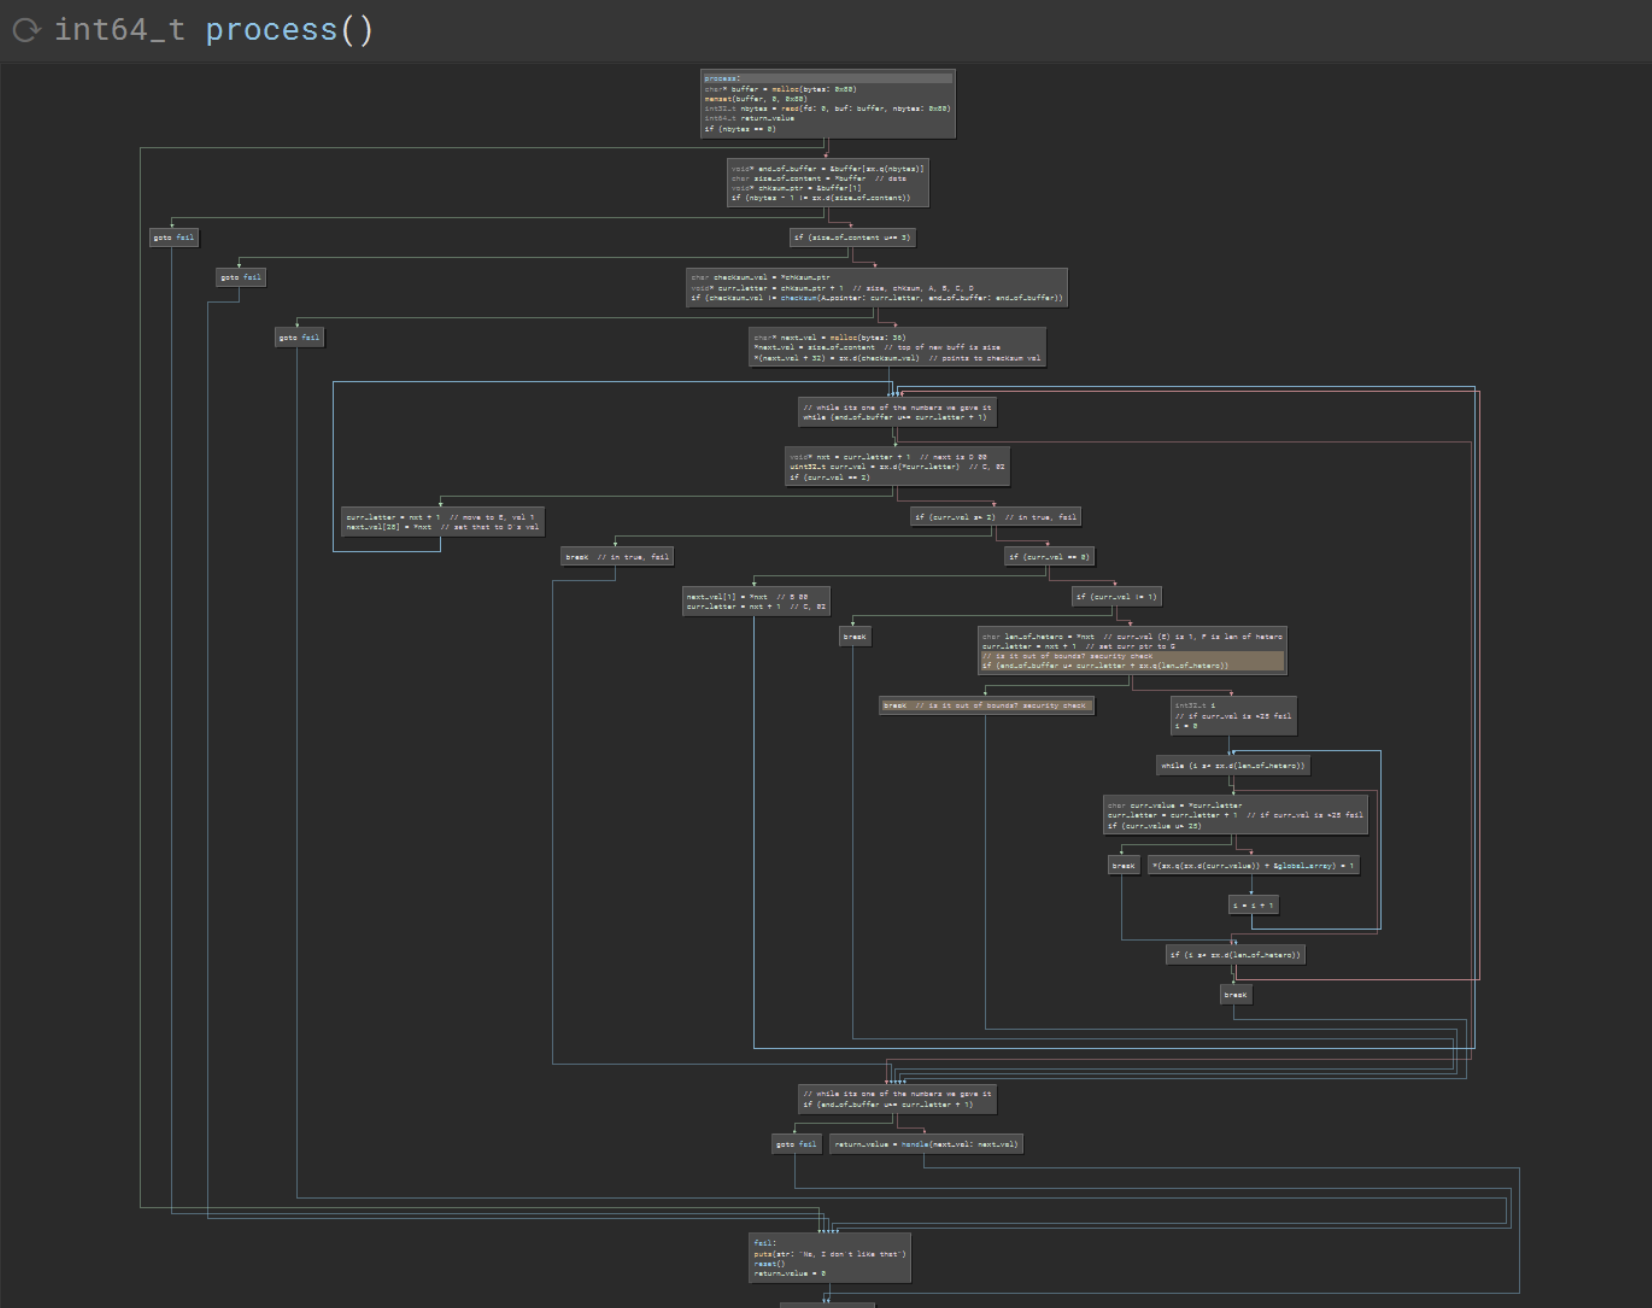 int64_t process()
process:
char* buffer = malloc(bytes: 0x80)
memset(buffer, 0, 0x80)
int32_t nbytes = read(fd: 0, buf: buffer, nbytes: 0x80)
int64_t return_value
if (nbytes == 0)
void* end_of_buffer = &buffer[sx.q(nbytes)]
char size_of_content = *buffer // data
void* chksum_ptr = &buffer[1]
if (nbytes - 1 != zx.d(size_of_content))
goto fail
if (size_of_content u<= 3)
goto fail
char checksum_val = *chksum_ptr
void* curr_letter = chksum_ptr + 1 // size, chksum, A, B, C, D
if (checksum_val != checksum(A_pointer: curr_letter, end_of_buffer: end_of_buffer))
goto fail
char* next_val = malloc(bytes: 36)
*next_val = size_of_content // top of new buff is size
*(next_val + 32) = zx.d(checksum_val) // points to checksum val
// while its one of the numbers we gave it
while (end_of_buffer u>= curr_letter + 1)
void* nxt = curr_letter + 1 // next is D 00
uint32_t curr_val = zx.d(*curr_letter) // C, 02
if (curr_val == 2)
curr_letter = nxt + 1 // move to E, val 1
next_val[28] = *nxt // set that to D s val
if (curr_val s> 2) // in true, fail
break // in true, fail
if (curr_val == 0)
next_val[1] = *nxt // B 00
curr_letter = nxt + 1 // C, 02
if (curr_val != 1)
break
char len_of_hetero = *nxt // curr_val (E) is 1, F is len of hetero
curr_letter = nxt + 1 // set curr ptr to G
// is it out of bounds? security check
if (end_of_buffer u< curr_letter + zx.q(len_of_hetero))
break // is it out of bounds? security check
int32_t i
// if curr_val is >25 fail
i = 0
while (i s< zx.d(len_of_hetero))
char curr_value = *curr_letter
curr_letter = curr_letter + 1 // if curr_val is >25 fail
if (curr_value u> 25)
break
*(sx.q(zx.d(curr_value)) + &global_array) = 1
i = i + 1
if (i s< zx.d(len_of_hetero))
break
// while its one of the numbers we gave it
if (end_of_buffer u>= curr_letter + 1)
goto fail
return_value = handle(next_val: next_val)
fail:
puts(str: "No, I don't like that")
reset()
return_value = 0